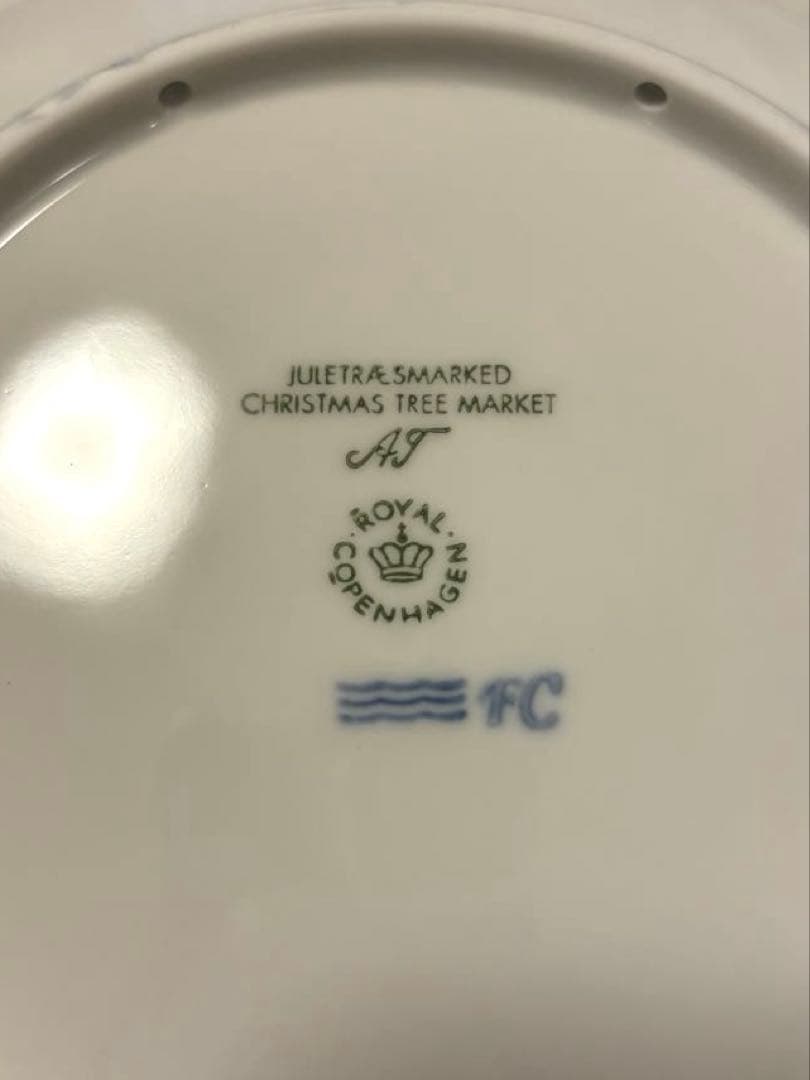 JULETRÆSMARKED
CHRISTMAS TREE MARKET
AT
ROYAL COPENHAGEN
FC